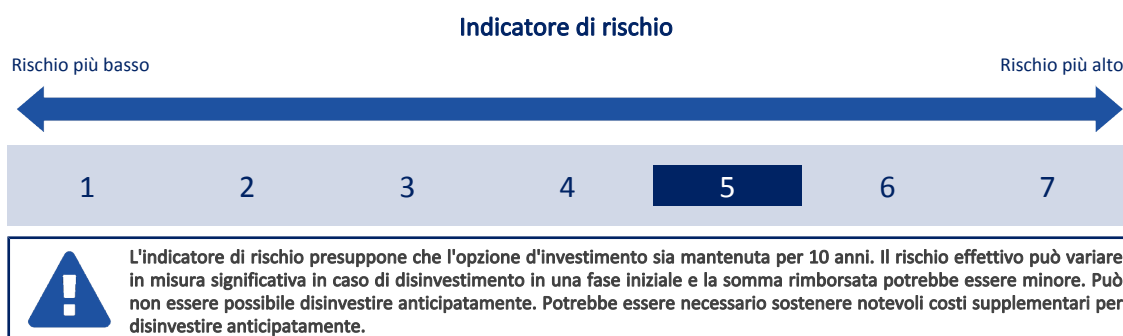 Indicatore di rischio
Rischio più basso
Rischio più alto
1 2 3 4 5 6 7
L'indicatore di rischio presuppone che l'opzione d'investimento sia mantenuta per 10 anni. Il rischio effettivo può variare
in misura significativa in caso di disinvestimento in una fase iniziale e la somma rimborsata potrebbe essere minore. Può
non essere possibile disinvestire anticipatamente. Potrebbe essere necessario sostenere notevoli costi supplementari per
disinvestire anticipatamente.